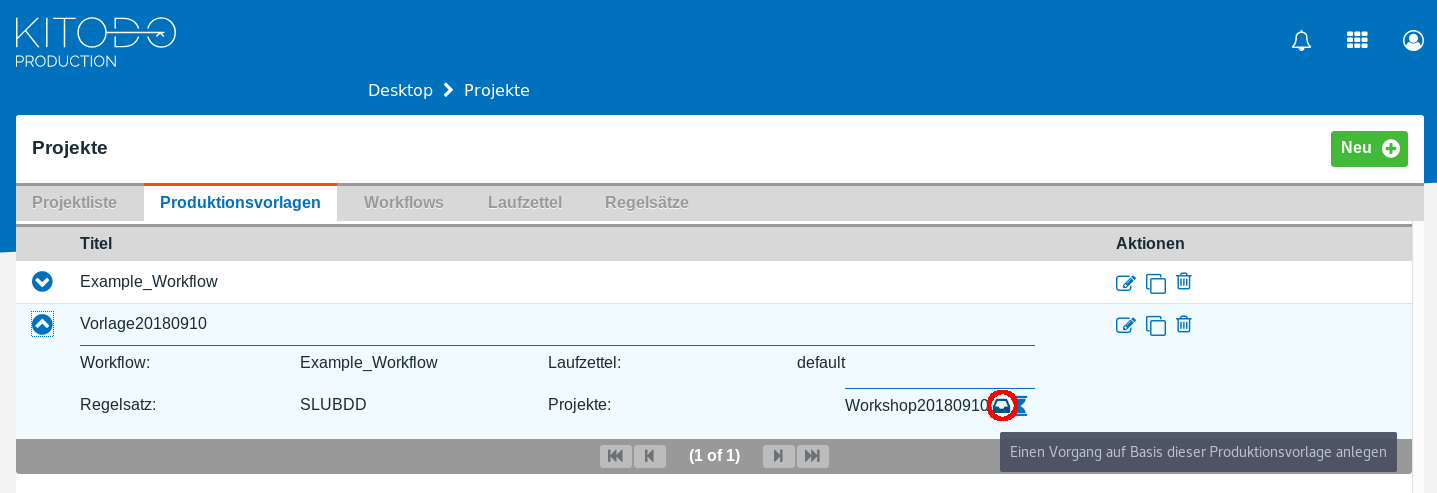 KITODO
PRODUCTION
Desktop Projekte
Projekte
Neu
Projektliste Produktionsvorlagen Workflows Laufzettel Regelsätze
Titel Aktionen
Example_Workflow
Vorlage20180910
Workflow: Example_Workflow Laufzettel: default
Regelsatz: SLUBDD Projekte: Workshop20180910
(1 of 1)
Einen Vorgang auf Basis dieser Produktionsvorlage anlegen